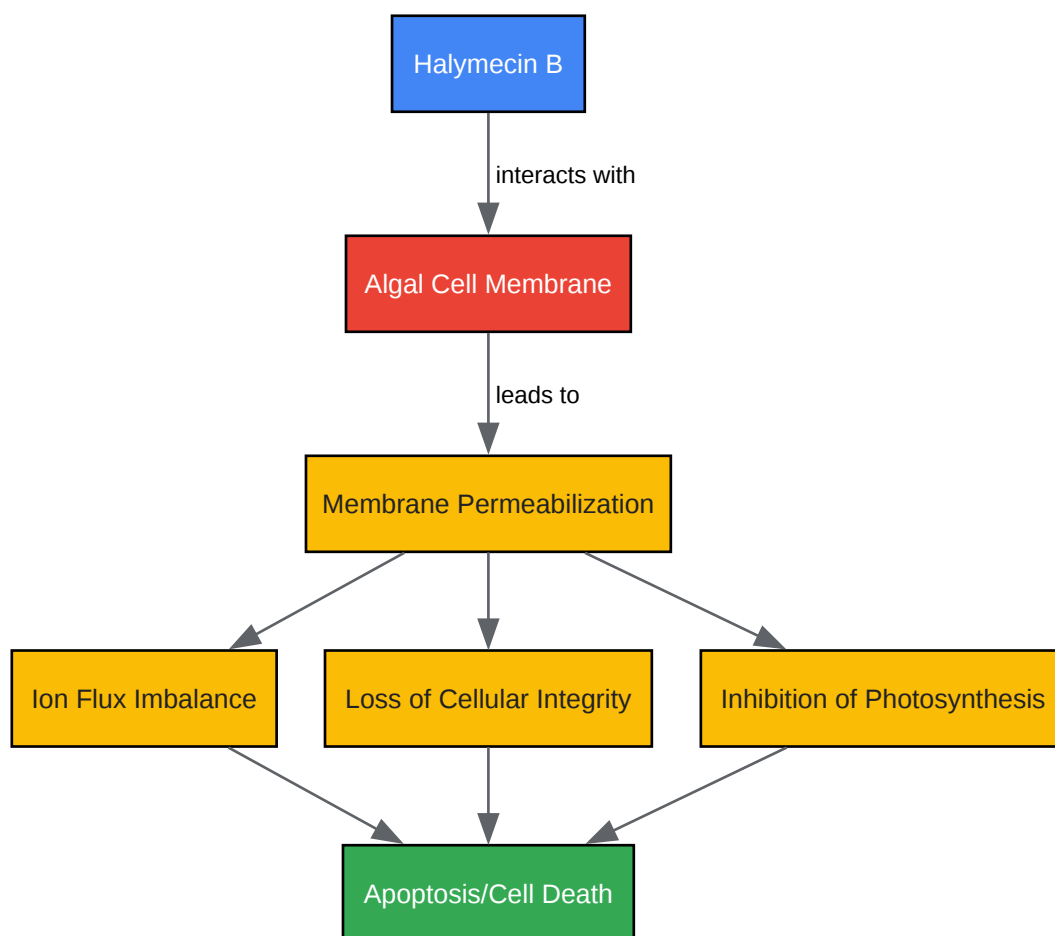 Halymecin B
interacts with
Algal Cell Membrane
leads to
Membrane Permeabilization
Ion Flux Imbalance
Loss of Cellular Integrity
Inhibition of Photosynthesis
Apoptosis/Cell Death